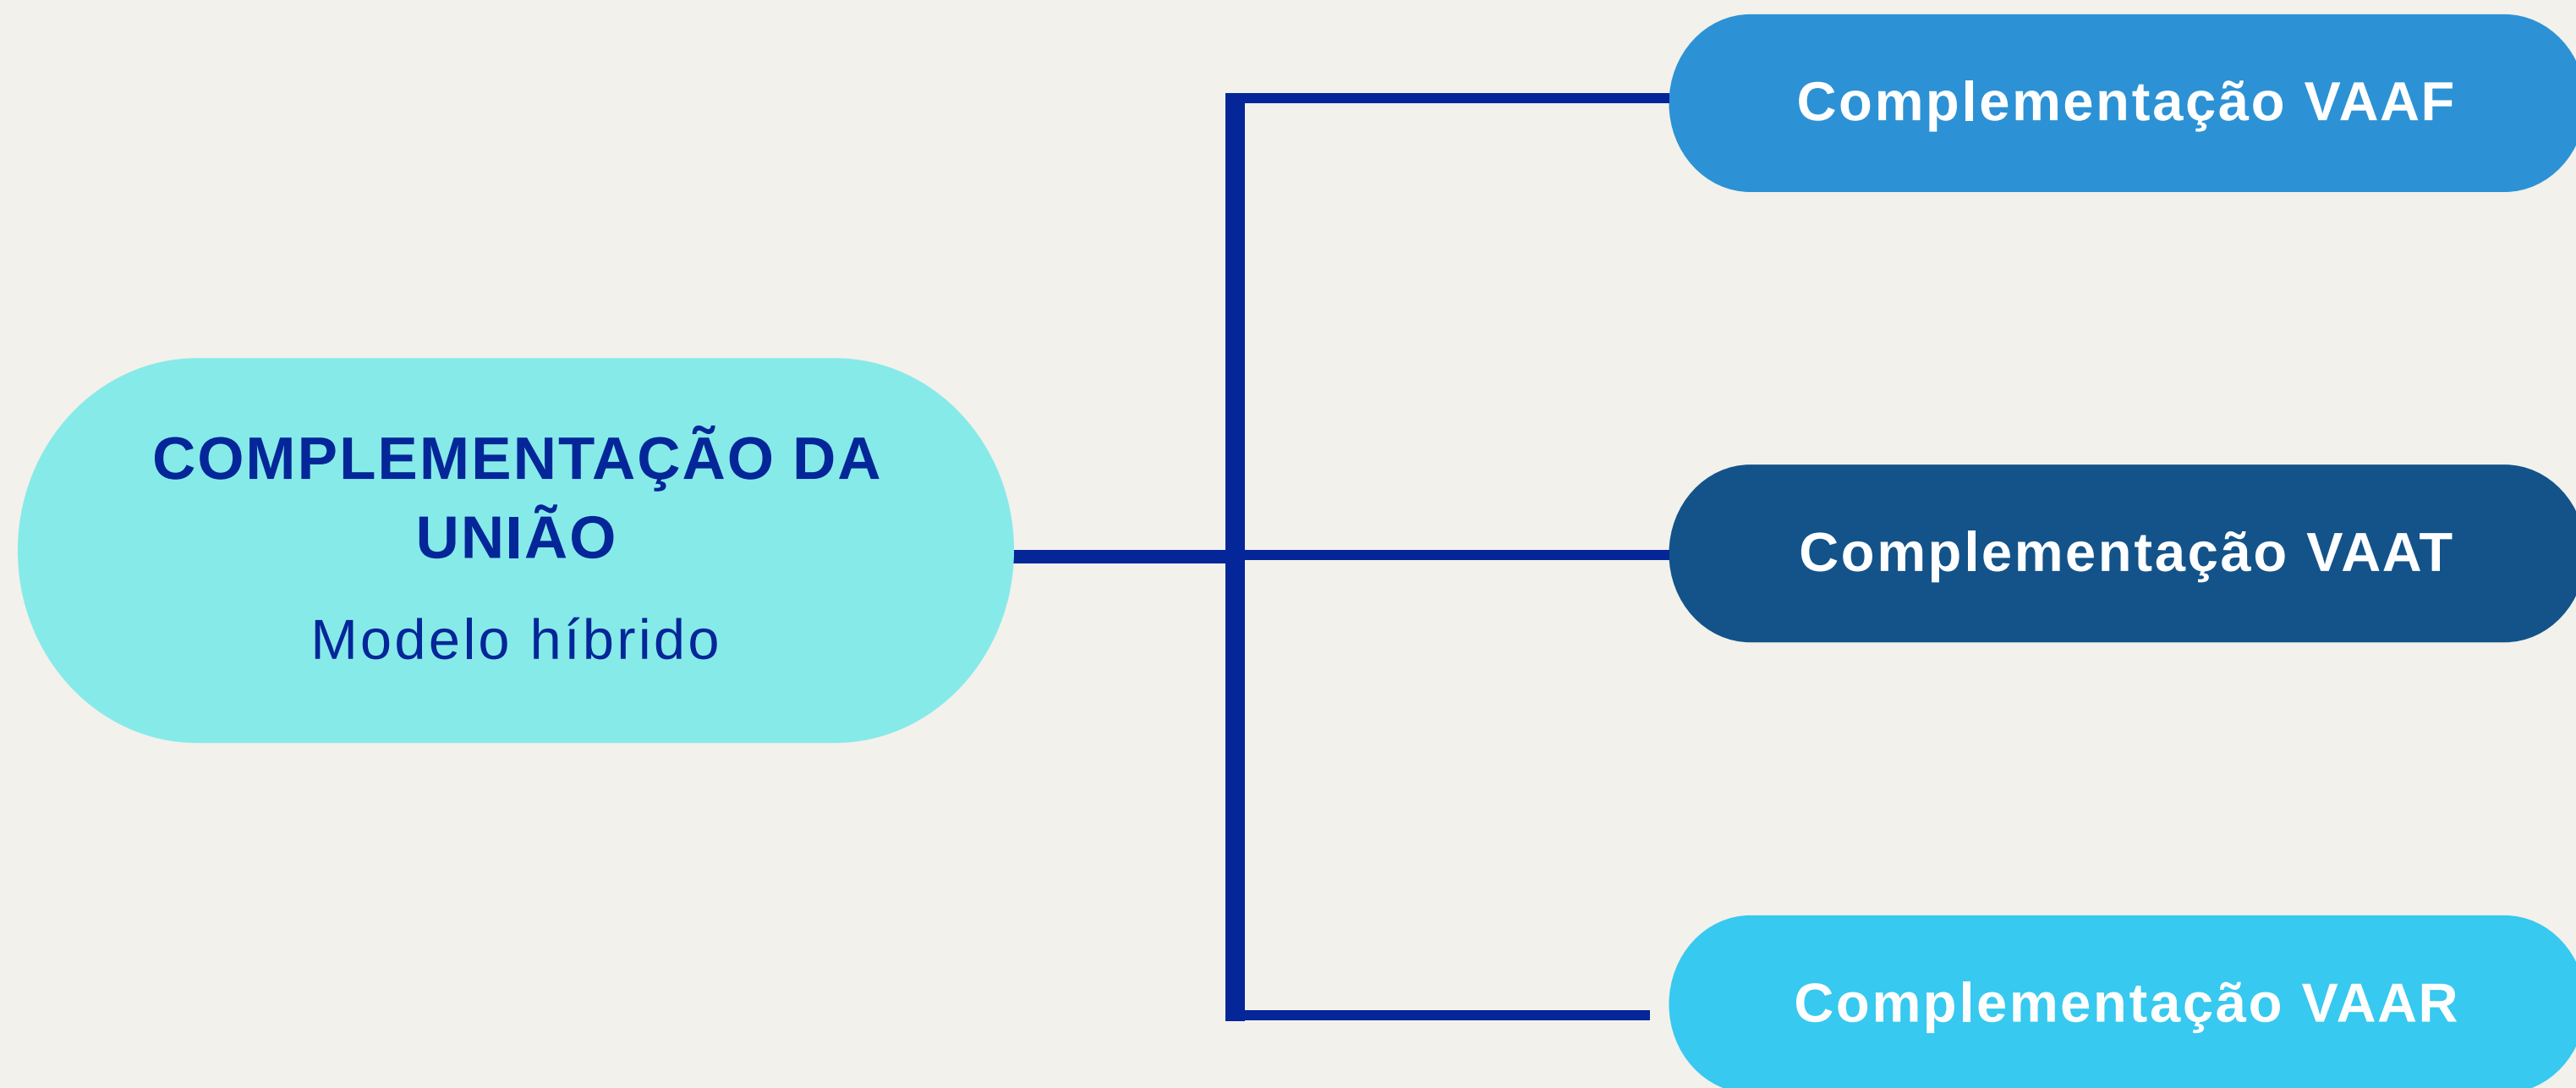 COMPLEMENTAÇÃO DA
UNIÃO
Modelo híbrido
Complementação VAAF
Complementação VAAT
Complementação VAAR